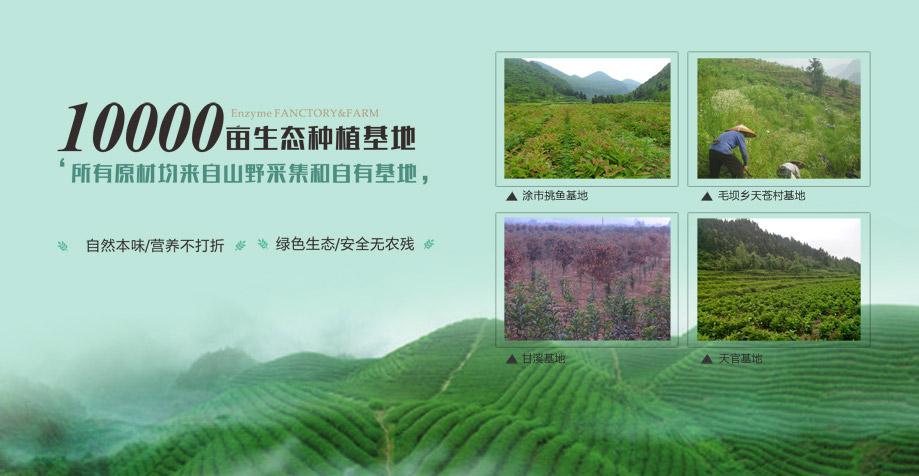 Enzyme FANCTORY&FARM
10000亩生态种植基地
‘所有原材均来自山野采集和自有基地,
自然本味/营养不打折
绿色生态/安全无农残
▲ 涂市挑鱼基地
▲ 毛坝乡天苍村基地
▲ 甘溪基地
▲ 天官基地